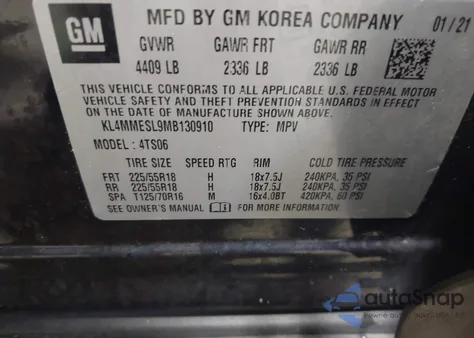 GM
MFD BY GM KOREA COMPANY 01/21
GVWR GAWR FRT GAWR RR
4409 LB 2336 LB 2336 LB
THIS VEHICLE CONFORMS TO ALL APPLICABLE U.S. FEDERAL MOTOR
VEHICLE SAFETY AND THEFT PREVENTION STANDARDS IN EFFECT ON
THE DATE OF MANUFACTURE SHOWN ABOVE.
KL4MMESL9MB130910 TYPE: MPV
MODEL: 4TS06
TIRE SIZE SPEED RTG RIM COLD TIRE PRESSURE
FRT 225/55R18 H 18x7.5J 240KPA, 35 PSI
RR 225/55R18 H 18x7.5J 240KPA, 35 PSI
SPA T125/70R16 M 16x4.0BT 420KPA, 60 PSI
SEE OWNER'S MANUAL FOR MORE INFORMATION
autoSnap